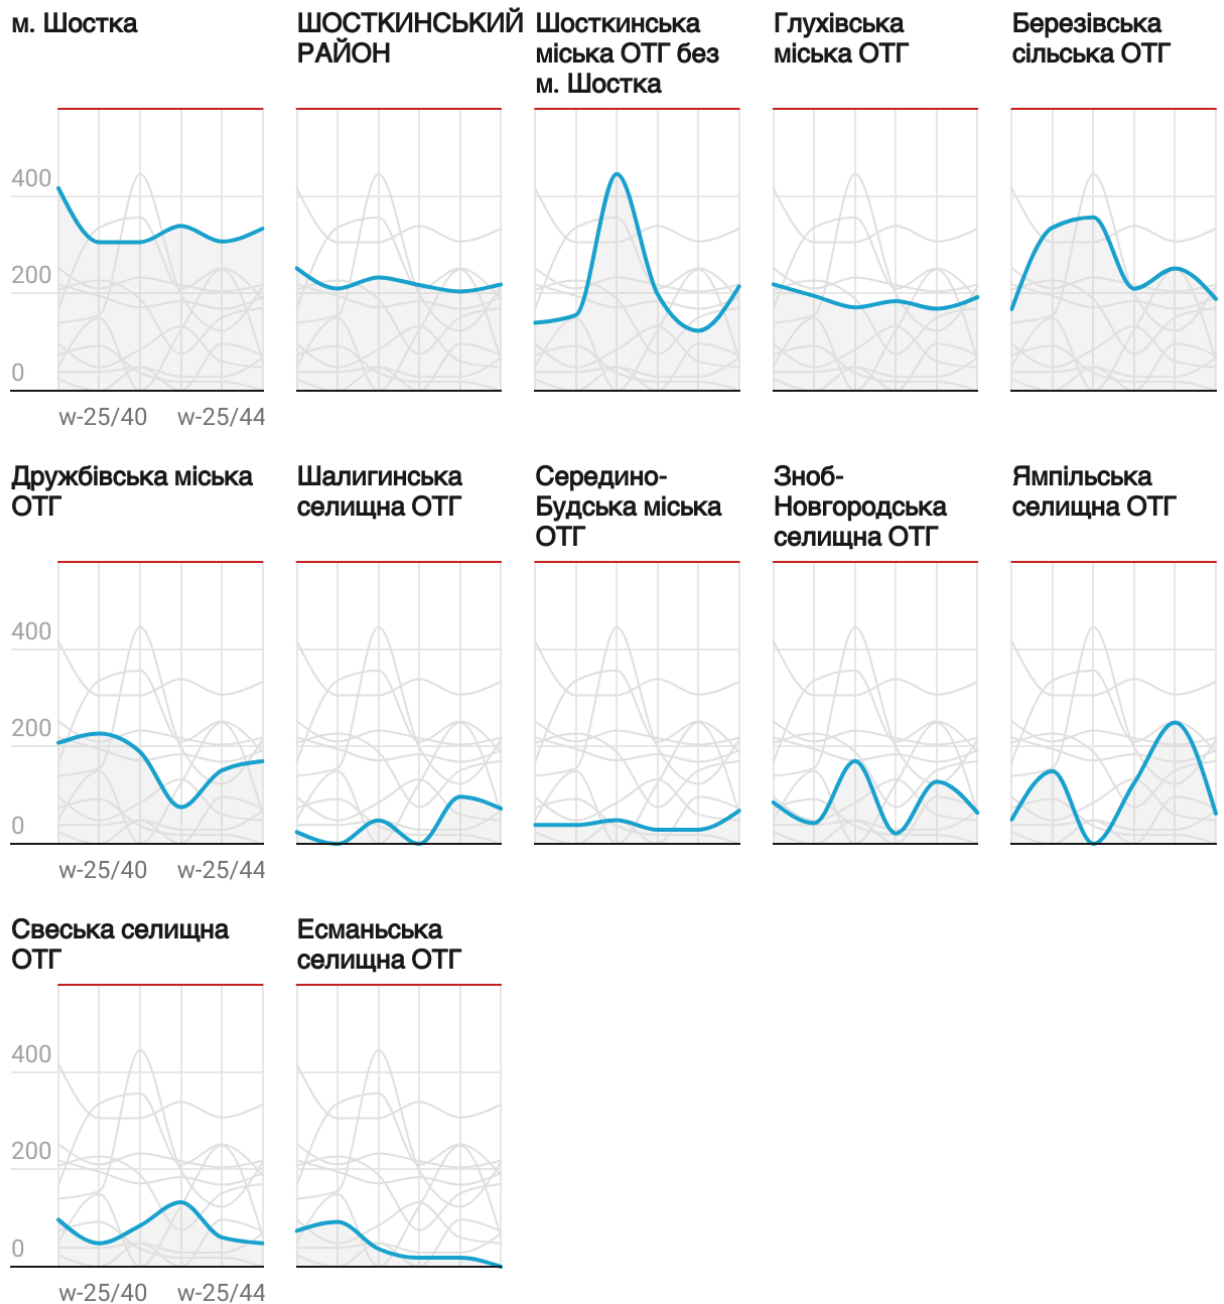 м. Шостка
ШОСТКИНСЬКИЙ
РАЙОН
Шосткинська
міська ОТГ без
м. Шостка
Глухівська
міська ОТГ
Березівська
сільська ОТГ
400
200
0
w-25/40 w-25/44
Дружбівська міська
ОТГ
Шалигинська
селищна ОТГ
Середино-
Будська міська
ОТГ
Зноб-
Новгородська
селищна ОТГ
Ямпільська
селищна ОТГ
400
200
0
w-25/40 w-25/44
Свеська селищна
ОТГ
Есманьська
селищна ОТГ
400
200
0
w-25/40 w-25/44